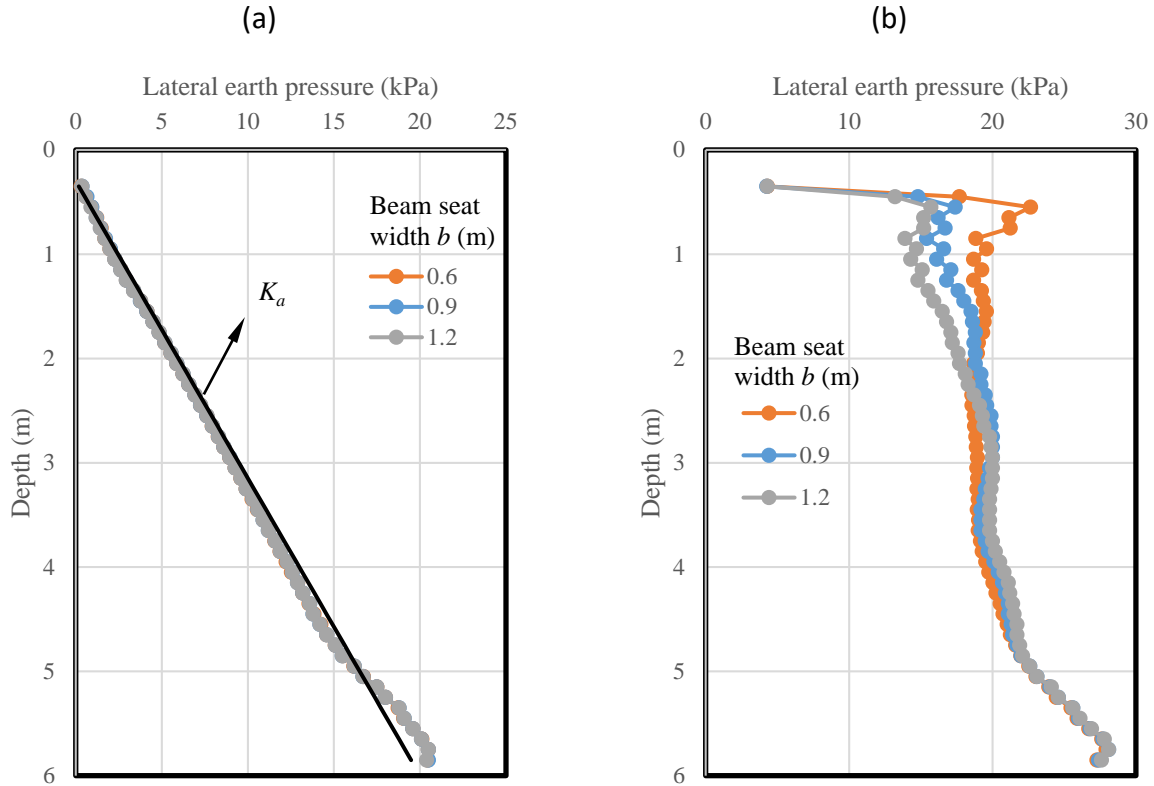 (a)
Lateral earth pressure (kPa)
0 5 10 15 20 25
0
1
2
3
4
5
6
Depth (m)
Beam seat
width b (m)
0.6
0.9
1.2
Ka
(b)
Lateral earth pressure (kPa)
0 10 20 30
0
1
2
3
4
5
6
Depth (m)
Beam seat
width b (m)
0.6
0.9
1.2